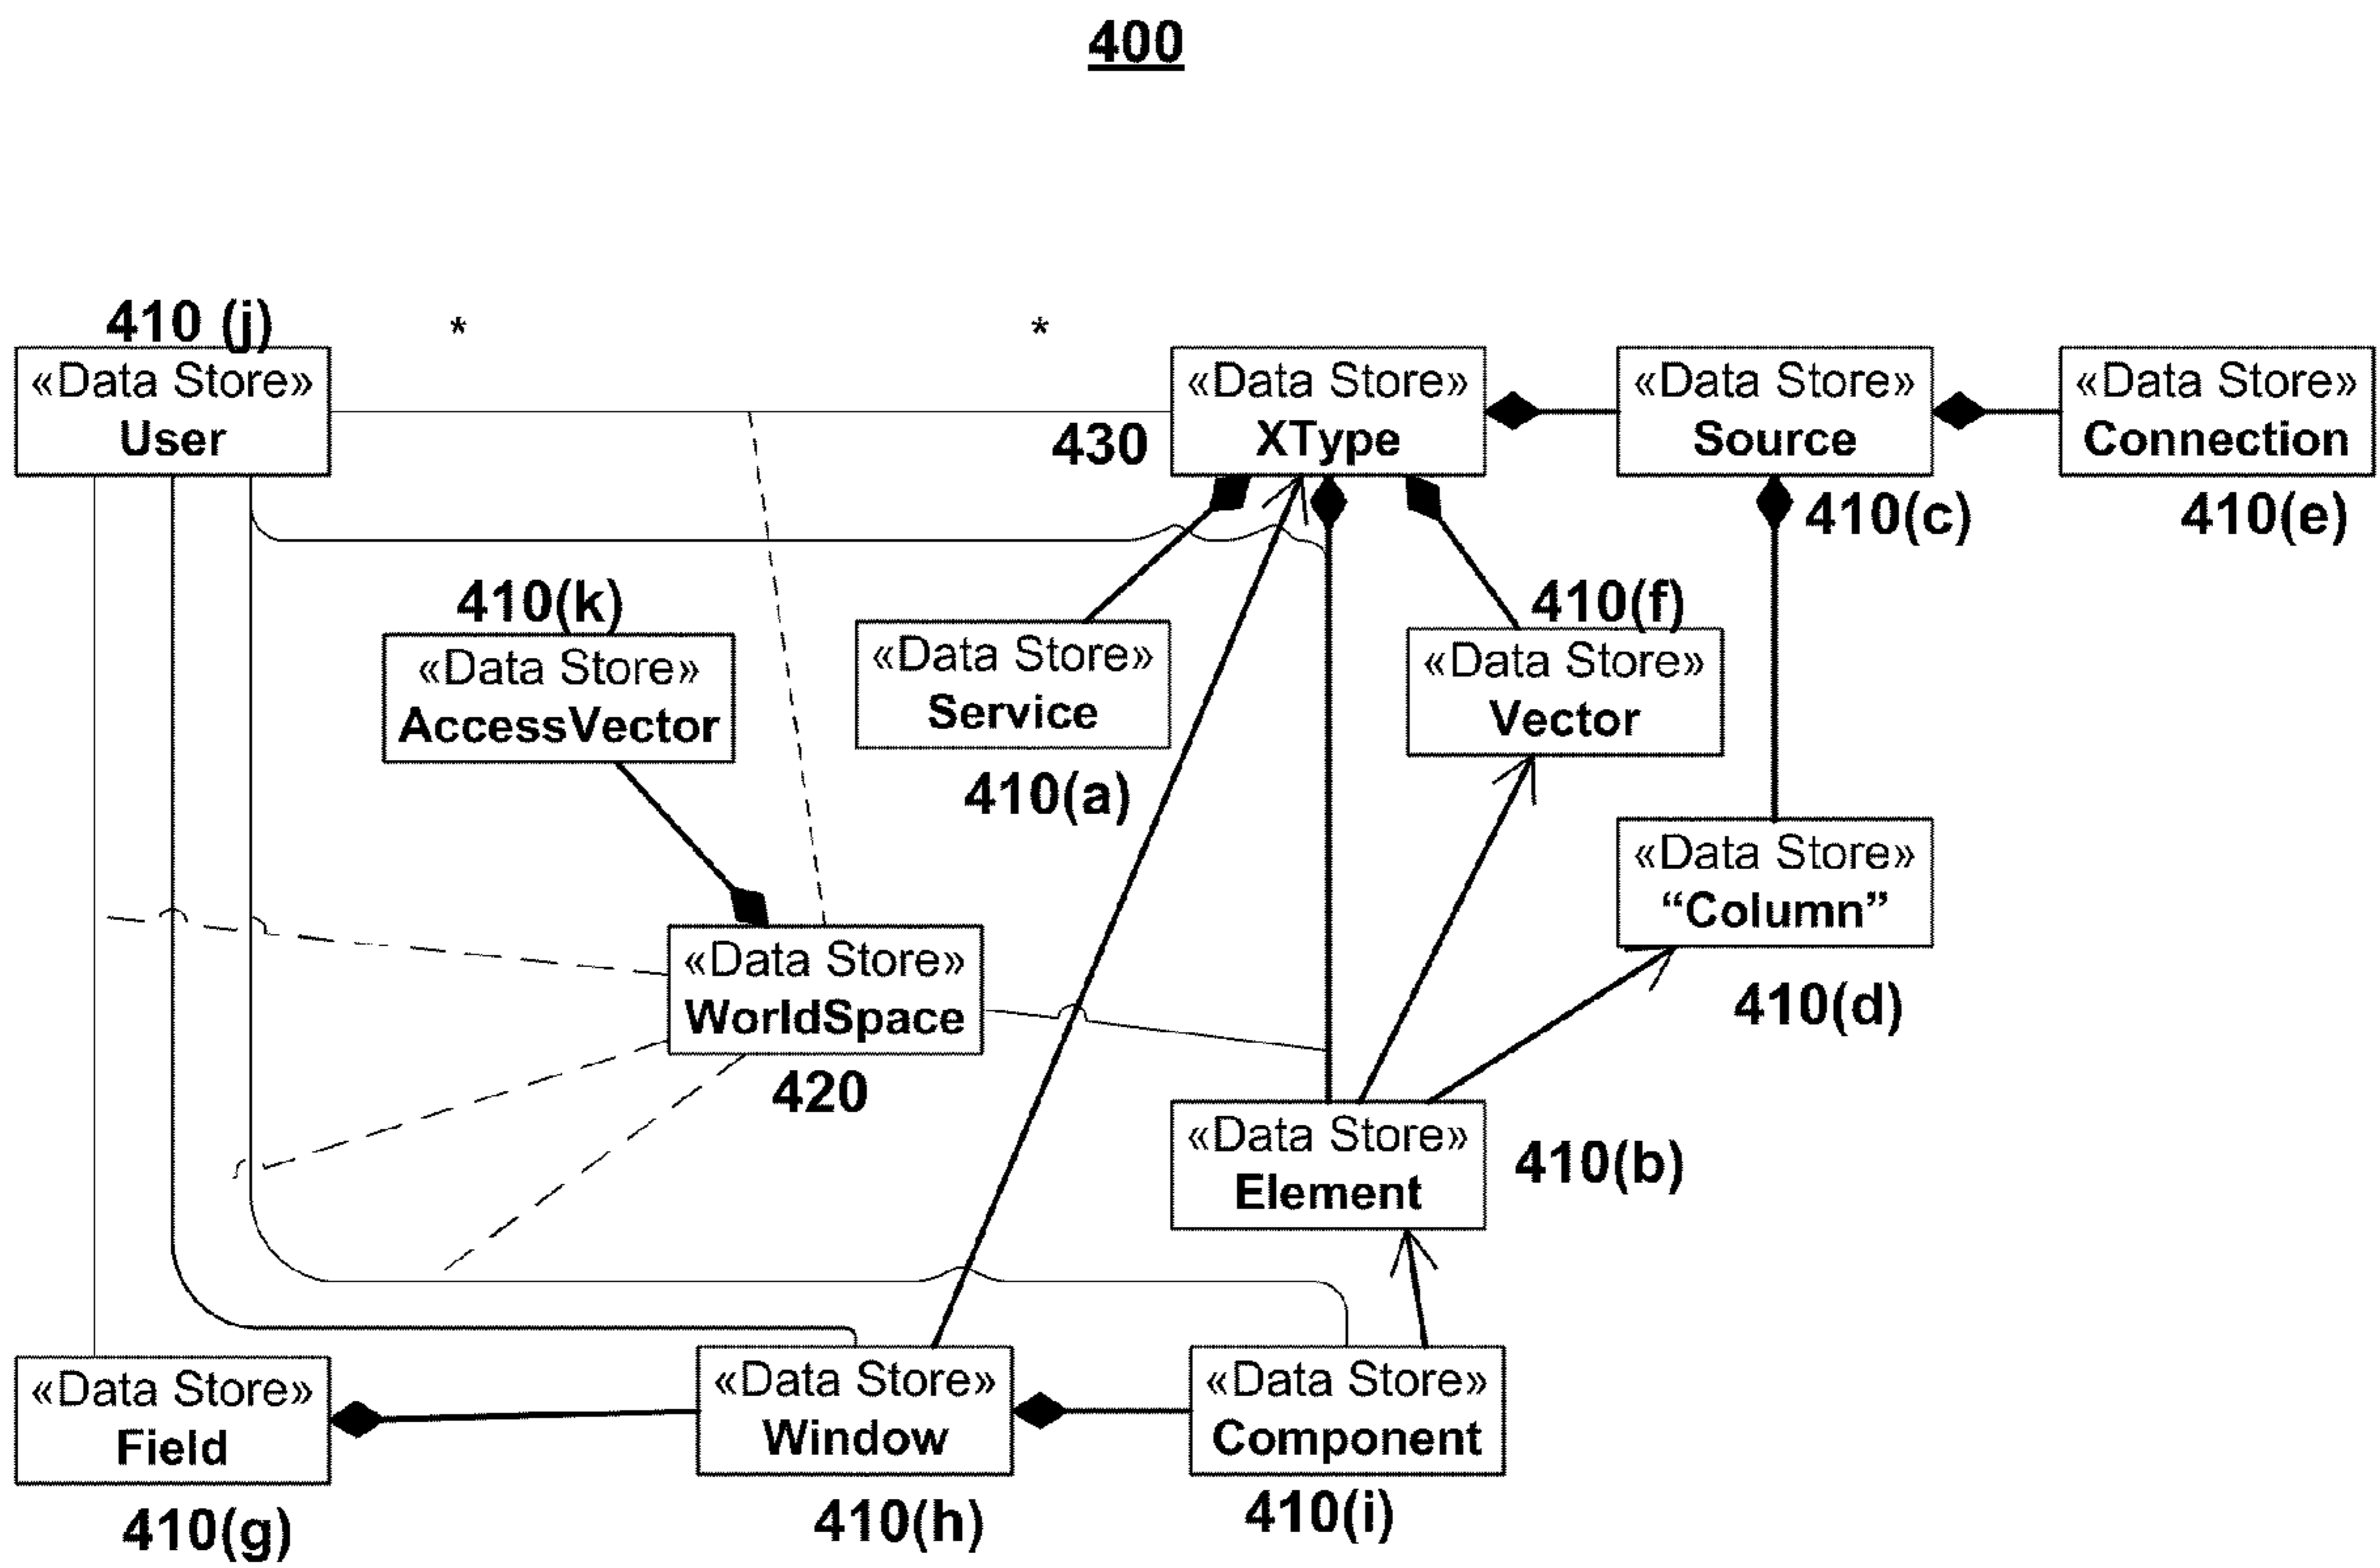 400
410 (j)
* *
«Data Store»
User
430
«Data Store»
XType
«Data Store»
Source
«Data Store»
Connection
410(c)
410(e)
410(k)
«Data Store»
AccessVector
«Data Store»
Service
410(a)
410(f)
«Data Store»
Vector
«Data Store»
“Column”
410(d)
«Data Store»
WorldSpace
420
«Data Store»
Element
410(b)
«Data Store»
Field
410(g)
«Data Store»
Window
410(h)
«Data Store»
Component
410(i)